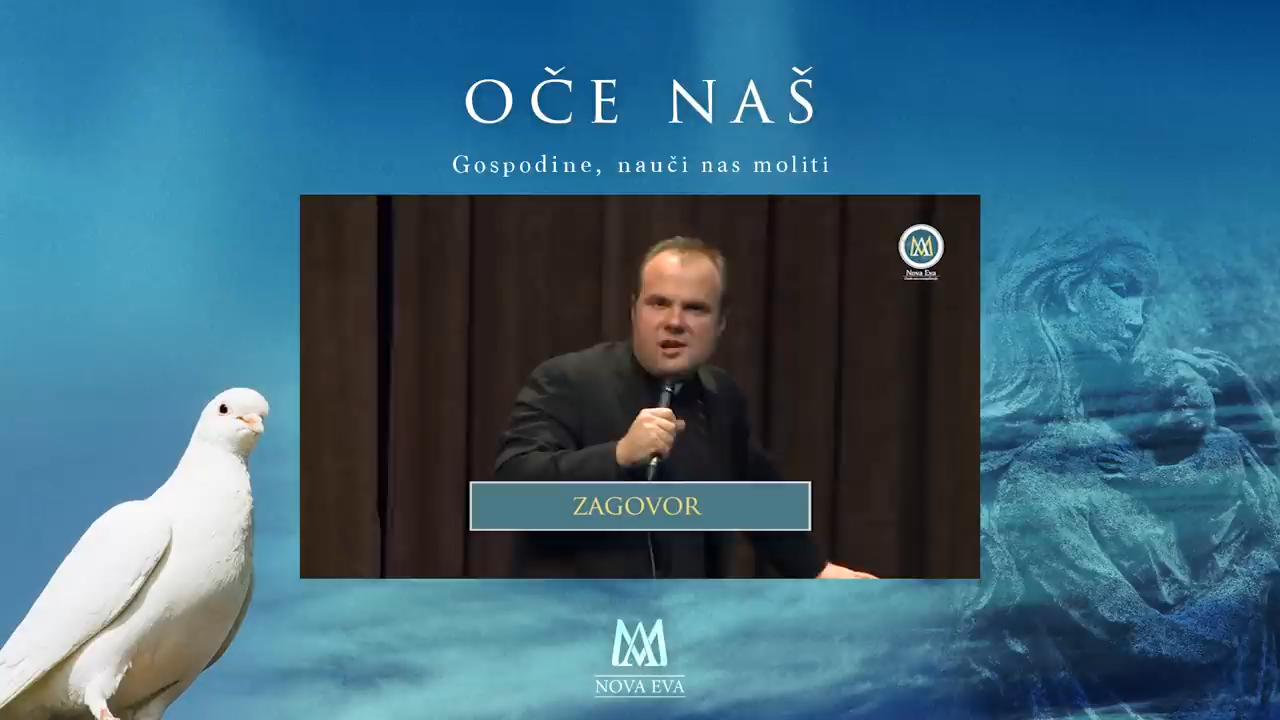 OČE NAŠ
Gospodine, nauči nas moliti
Nova Eva
ZAGOVOR
NOVA EVA